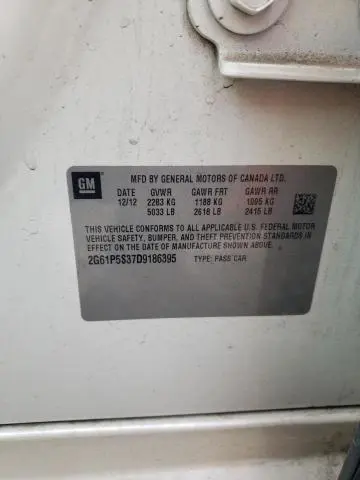 GM
MFD BY GENERAL MOTORS OF CANADA LTD.
DATE GVWR GAWR FRT GAWR RR
12/12 2283 KG 1188 KG 1095 KG
5033 LB 2618 LB 2415 LB
THIS VEHICLE CONFORMS TO ALL APPLICABLE U.S. FEDERAL MOTOR
VEHICLE SAFETY, BUMPER, AND THEFT PREVENTION STANDARDS IN
EFFECT ON THE DATE OF MANUFACTURE SHOWN ABOVE.
2G61P5S37D9186395 TYPE: PASS CAR